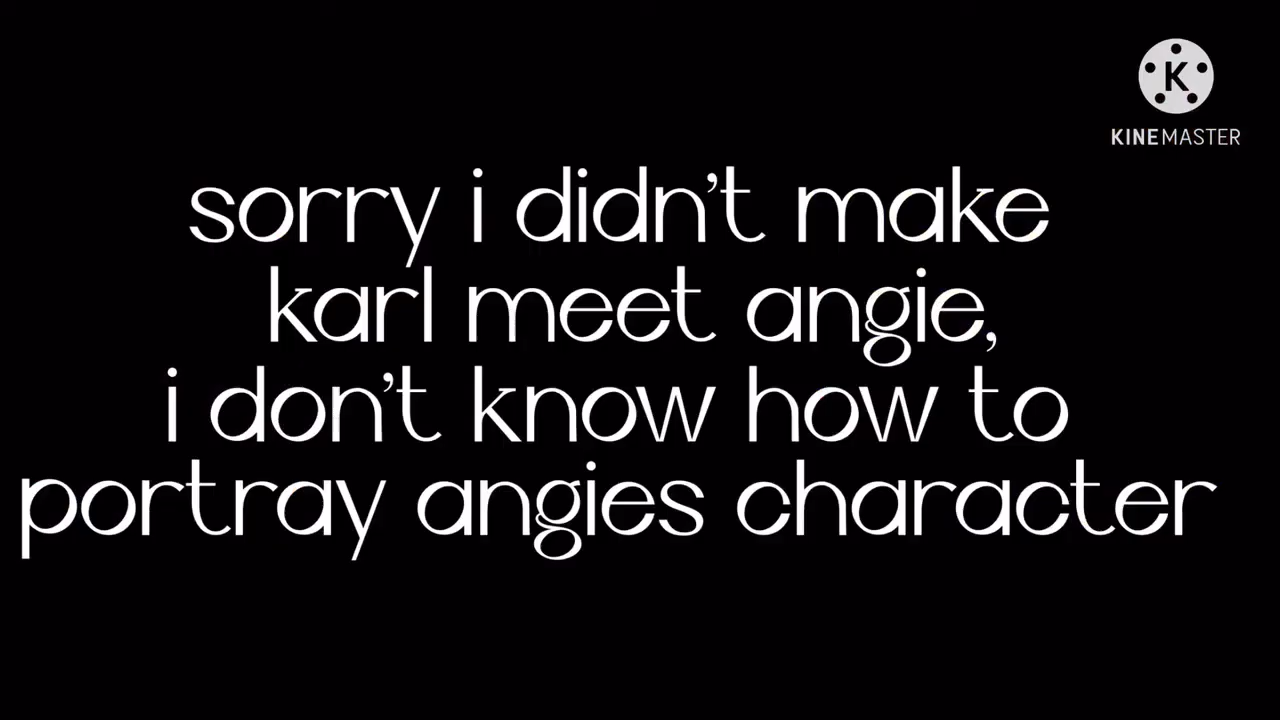 K
KINEMASTER
sorry i didn't make
karl meet angie,
i don't know how to
portray angies character